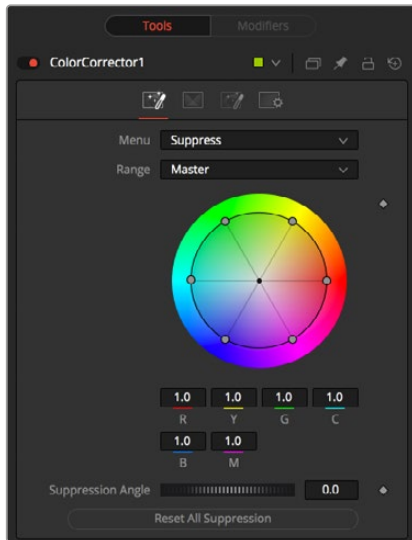 Tools Modifiers
ColorCorrector1
Menu Suppress
Range Master
1.0 1.0 1.0 1.0
R Y G C
1.0 1.0
B M
Suppression Angle 0.0
Reset All Suppression